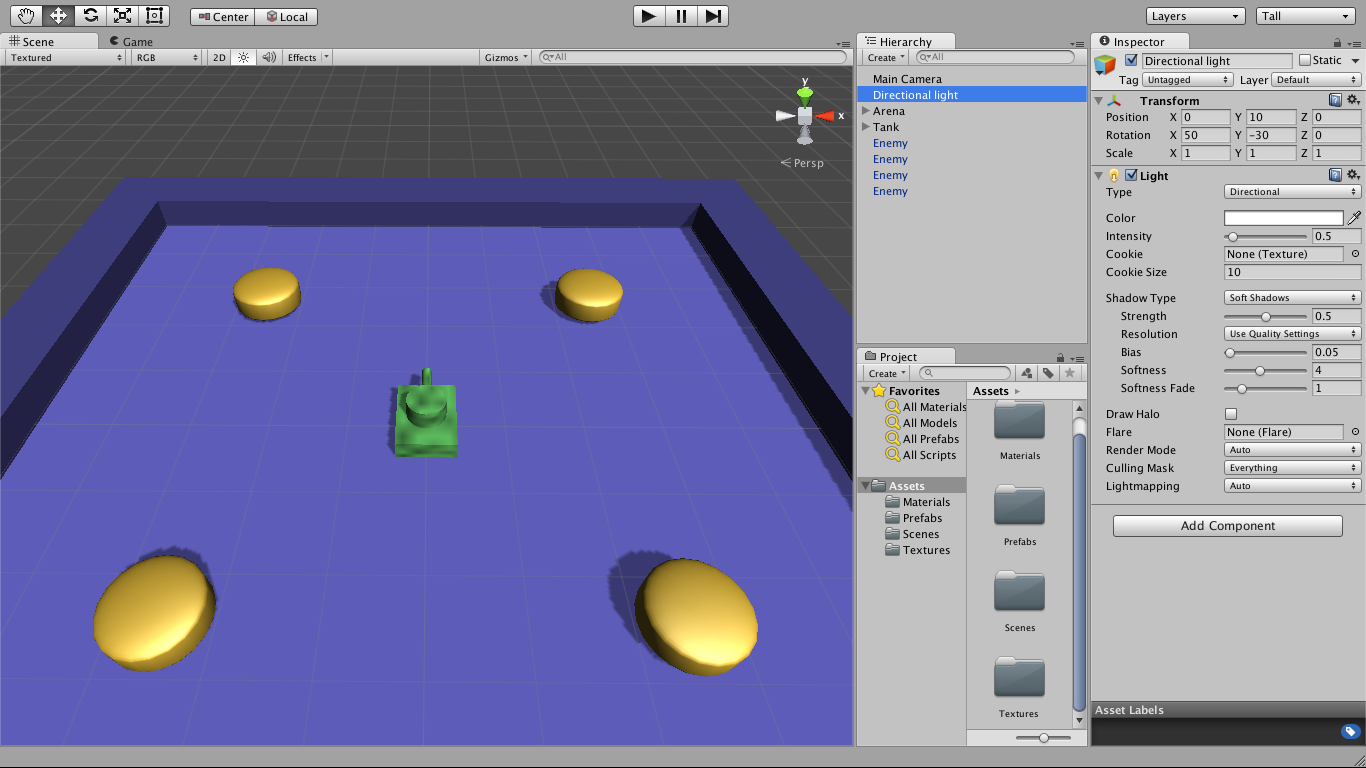 Center Local
Layers
Tall
Scene
Game
Textured
RGB
2D
Effects
Gizmos
All
y
x
Persp
Hierarchy
Create
All
Main Camera
Directional light
Arena
Tank
Enemy
Enemy
Enemy
Enemy
Project
Create
Favorites
All Materials
All Models
All Prefabs
All Scripts
Assets
Materials
Prefabs
Scenes
Textures
Assets
Materials
Prefabs
Scenes
Textures
Inspector
Directional light
Static
Tag Untagged Layer Default
Transform
Position X 0 Y 10 Z 0
Rotation X 50 Y -30 Z 0
Scale X 1 Y 1 Z 1
Light
Type Directional
Color
Intensity 0.5
Cookie None (Texture)
Cookie Size 10
Shadow Type Soft Shadows
Strength 0.5
Resolution Use Quality Settings
Bias 0.05
Softness 4
Softness Fade 1
Draw Halo
Flare None (Flare)
Render Mode Auto
Culling Mask Everything
Lightmapping Auto
Add Component
Asset Labels